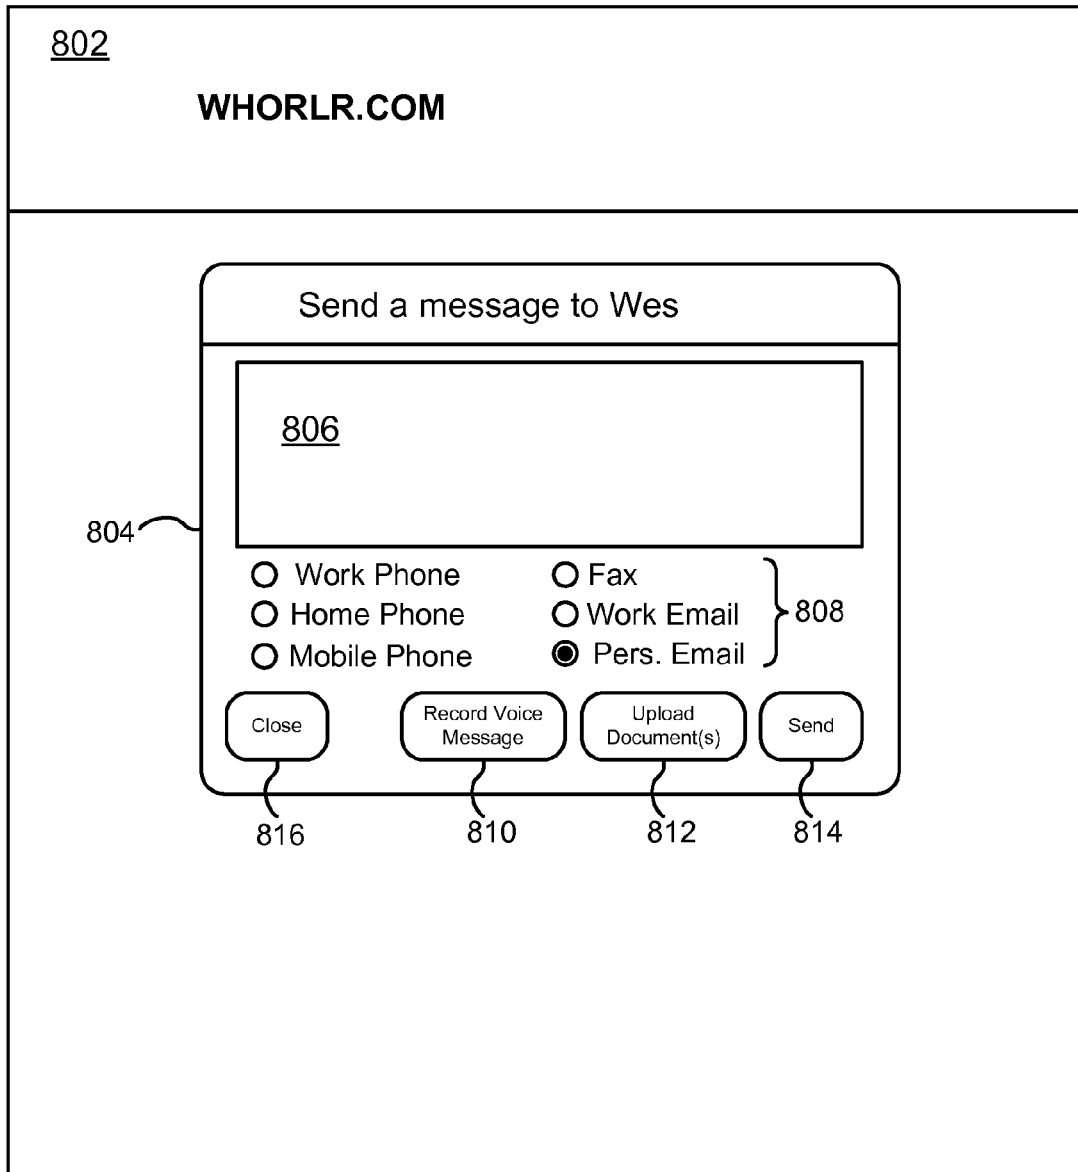 802
WHORLR.COM
Send a message to Wes
806
804
Work Phone
Fax
Home Phone
Work Email
808
Mobile Phone
Pers. Email
Close
Record Voice
Message
Upload
Document(s)
Send
816
810
812
814